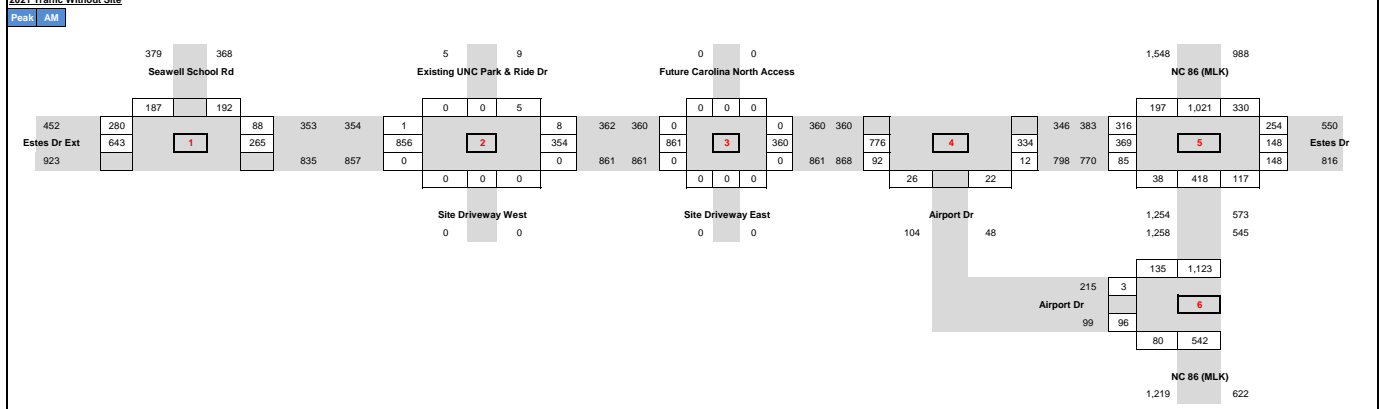 2021 Traffic Without Site
Peak AM
379 368 5 9 0 0 1,548 988
Seawell School Rd Existing UNC Park & Ride Dr Future Carolina North Access NC 86 (MLK)
187 192 0 0 5 0 0 0 197 1,021 330
452 280 88 353 354 1 8 362 360 0 0 360 360 346 383 316 254 550
Estes Dr Ext 643 1 265 856 2 354 861 3 360 776 4 334 369 5 148 Estes Dr
923 835 857 0 0 861 861 0 0 861 868 92 12 798 770 85 148 816
0 0 0 0 0 0 26 22 38 418 117
Site Driveway West Site Driveway East Airport Dr 1,254 573
0 0 0 0 104 48 1,258 545
135 1,123
215 3
Airport Dr 6
99 96
80 542
NC 86 (MLK)
1,219 622